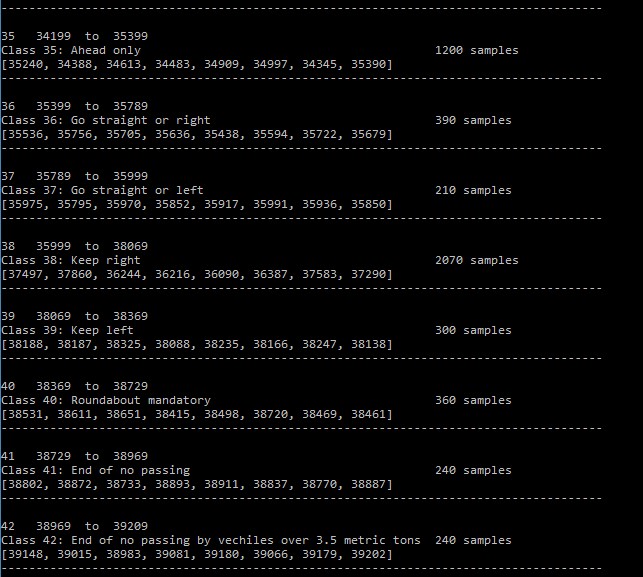 ------------------------------------------------------------------------------------
35   34199  to  35399
Class 35: Ahead only                                          1200 samples
[35240, 34388, 34613, 34483, 34909, 34997, 34345, 35390]
------------------------------------------------------------------------------------
36   35399  to  35789
Class 36: Go straight or right                                390 samples
[35536, 35756, 35705, 35636, 35438, 35594, 35722, 35679]
------------------------------------------------------------------------------------
37   35789  to  35999
Class 37: Go straight or left                                 210 samples
[35975, 35795, 35970, 35852, 35917, 35991, 35936, 35850]
------------------------------------------------------------------------------------
38   35999  to  38069
Class 38: Keep right                                          2070 samples
[37497, 37860, 36244, 36216, 36090, 36387, 37583, 37290]
------------------------------------------------------------------------------------
39   38069  to  38369
Class 39: Keep left                                           300 samples
[38188, 38187, 38325, 38088, 38235, 38166, 38247, 38138]
------------------------------------------------------------------------------------
40   38369  to  38729
Class 40: Roundabout mandatory                                360 samples
[38531, 38611, 38651, 38415, 38498, 38720, 38469, 38461]
------------------------------------------------------------------------------------
41   38729  to  38969
Class 41: End of no passing                                   240 samples
[38802, 38872, 38733, 38893, 38911, 38837, 38770, 38887]
------------------------------------------------------------------------------------
42   38969  to  39209
Class 42: End of no passing by vechiles over 3.5 metric tons  240 samples
[39148, 39015, 38983, 39081, 39180, 39066, 39179, 39202]
------------------------------------------------------------------------------------